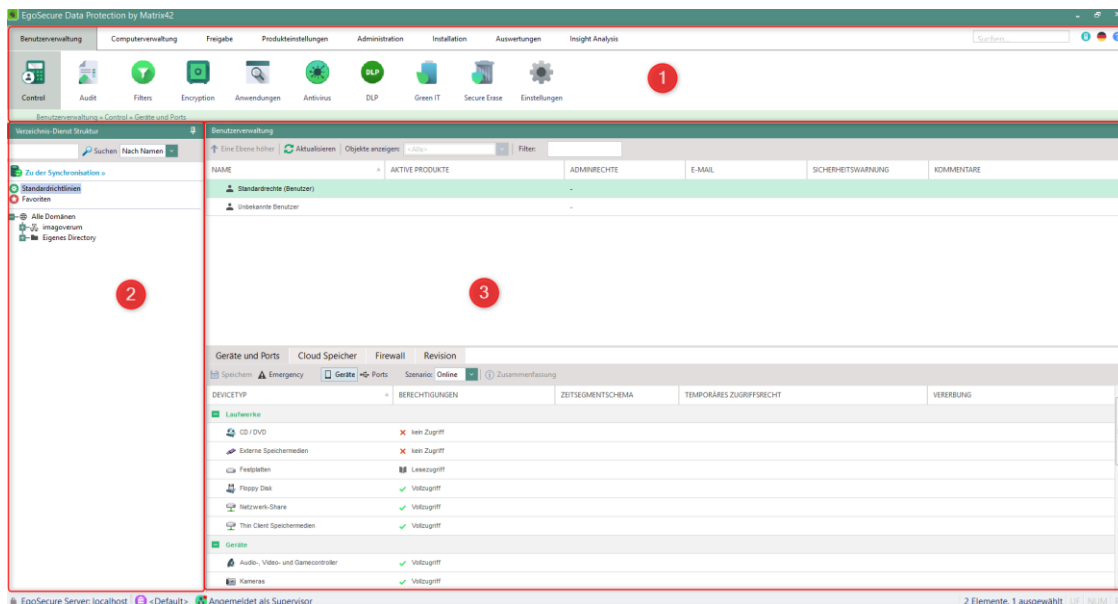 EgoSecure Data Protection by Matrix42
Benutzerverwaltung Computerverwaltung Freigabe Produkteinstellungen Administration Installation Auswertungen Insight Analysis Suchen...
1
DLP
Control Audit Filters Encryption Anwendungen Antivirus DLP Green IT Secure Erase Einstellungen
Benutzerverwaltung » Control » Geräte und Ports
Verzeichnis-Dienst Struktur
Suchen Nach Namen
Zu der Synchronisation »
Standardrichtlinien
Favoriten
Alle Domänen
imagoverum
Eigenes Directory
2
Benutzerverwaltung
Eine Ebene höher Aktualisieren Objekte anzeigen: <Alle> Filter:
NAME AKTIVE PRODUKTE ADMINRECHTE E-MAIL SICHERHEITSWARNUNG KOMMENTARE
Standardrechte (Benutzer) -
Unbekannte Benutzer -
3
Geräte und Ports Cloud Speicher Firewall Revision
Speichern Emergency Geräte Ports Szenario: Online Zusammenfassung
DEVICETYP BERECHTIGUNGEN ZEITSEGMENTSCHEMA TEMPORÄRES ZUGRIFFSRECHT VERERBUNG
Laufwerke
CD / DVD kein Zugriff
Externe Speichermedien kein Zugriff
Festplatten Lesezugriff
Floppy Disk Vollzugriff
Netzwerk-Share Vollzugriff
Thin Client Speichermedien Vollzugriff
Geräte
Audio-, Video- und Gamecontroller Vollzugriff
Kameras Vollzugriff
EgoSecure Server: localhost <Default> Angemeldet als Supervisor 2 Elemente, 1 ausgewählt UF NUM